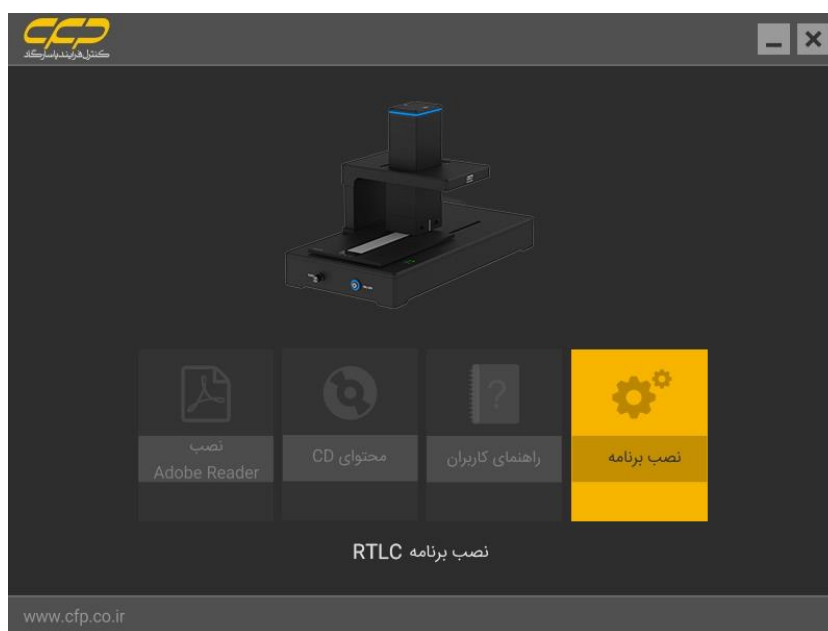 CFP
کنترل فرایند پاسارگاد
نصب برنامه
راهنمای کاربران
محتوای CD
نصب
Adobe Reader
نصب برنامه RTLC
www.cfp.co.ir